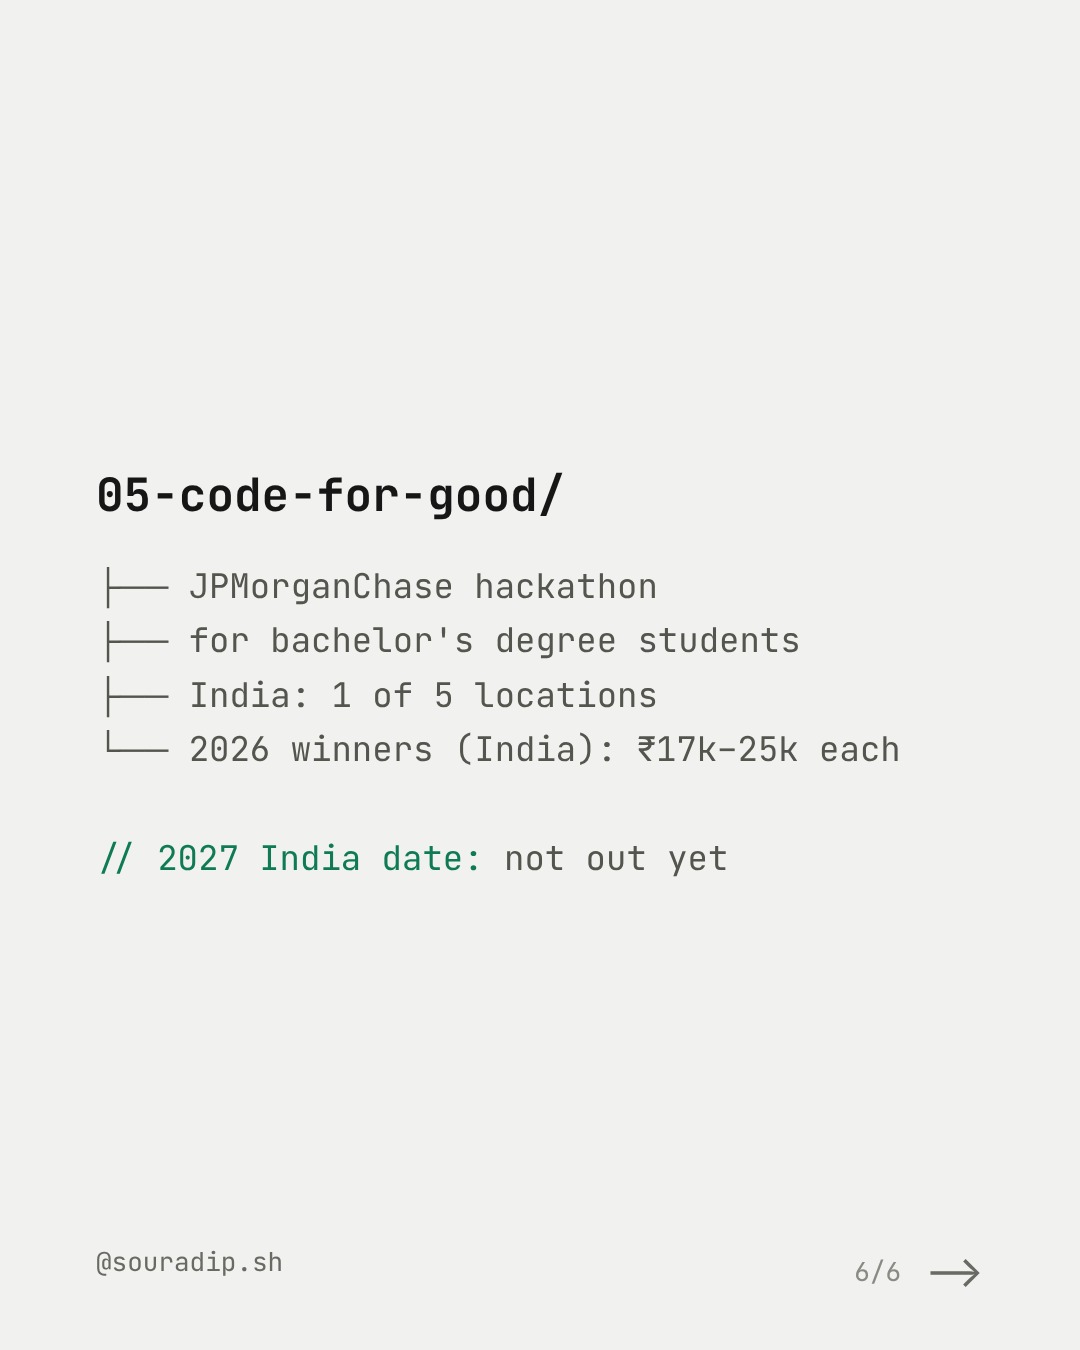 05-code-for-good/
├── JPMorganChase hackathon
├── for bachelor's degree students
├── India: 1 of 5 locations
└── 2026 winners (India): ₹17k–25k each
// 2027 India date: not out yet
@souradip.sh
6/6 →